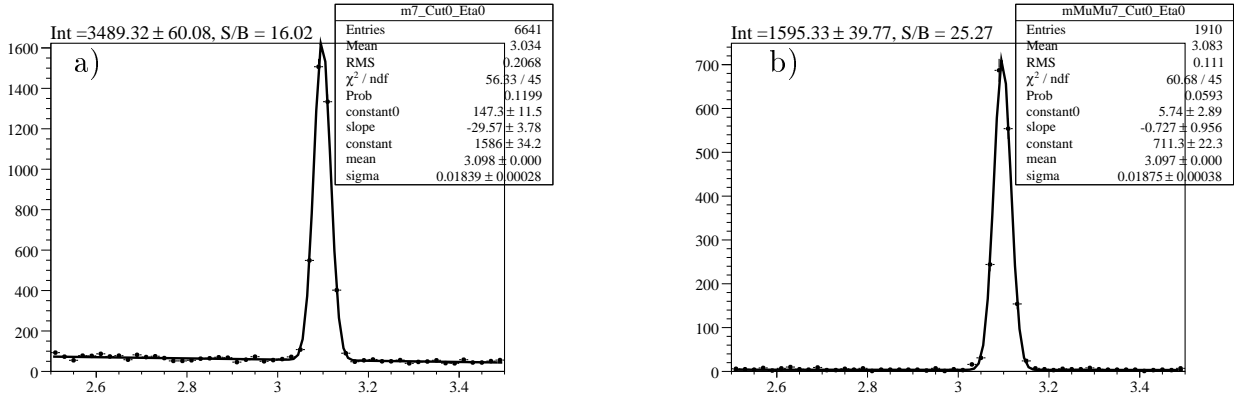 m7_Cut0_Eta0
Int =3489.32 ± 60.08, S/B = 16.02
Entries 6641
Mean 3.034
RMS 0.2068
χ² / ndf 56.33 / 45
Prob 0.1199
constant0 147.3 ± 11.5
slope -29.57 ± 3.78
constant 1586 ± 34.2
mean 3.098 ± 0.000
sigma 0.01839 ± 0.00028
a)
1600
1400
1200
1000
800
600
400
200
0
2.6 2.8 3 3.2 3.4
mMuMu7_Cut0_Eta0
Int =1595.33 ± 39.77, S/B = 25.27
Entries 1910
Mean 3.083
RMS 0.111
χ² / ndf 60.68 / 45
Prob 0.0593
constant0 5.74 ± 2.89
slope -0.727 ± 0.956
constant 711.3 ± 22.3
mean 3.097 ± 0.000
sigma 0.01875 ± 0.00038
b)
700
600
500
400
300
200
100
0
2.6 2.8 3 3.2 3.4